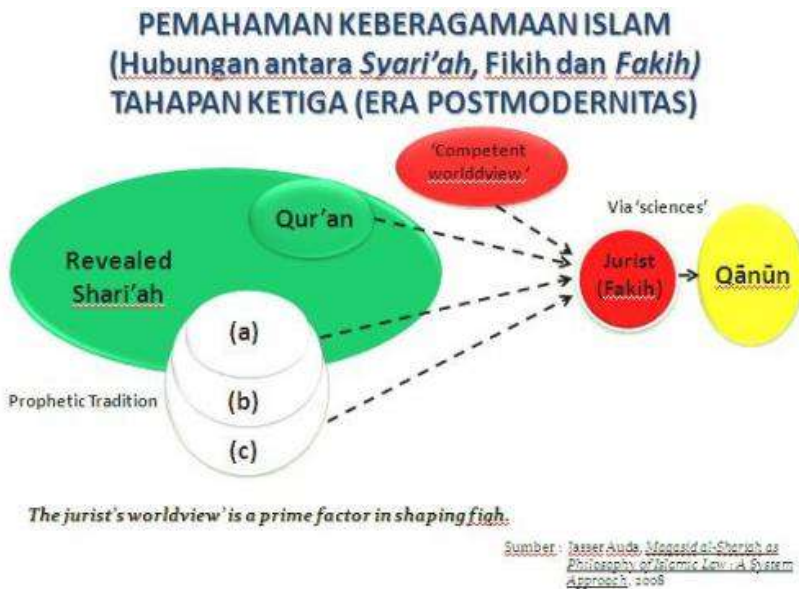 PEMAHAMAN KEBERAGAMAAN ISLAM
(Hubungan antara Syari'ah, Fikih dan Fakih)
TAHAPAN KETIGA (ERA POSTMODERNITAS)
'Competent
worlddview'
Via 'sciences'
Qur'an
Revealed
Shari'ah
Jurist
(Fakih)
Qānūn
(a)
Prophetic Tradition
(b)
(c)
The jurist's worldview' is a prime factor in shaping fiqh.
Sumber : Jasser Auda, Maqasid al-Shariah as
Philosophy of Islamic Law : A System
Approach, 2008